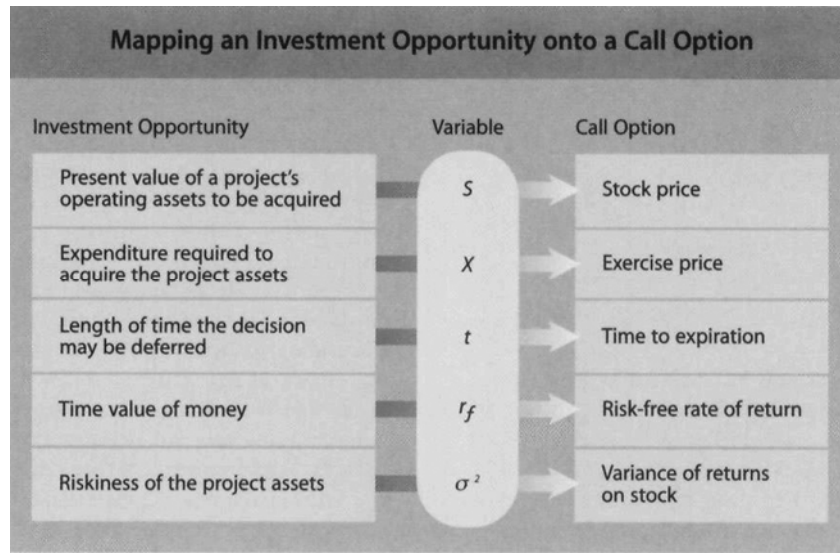 Mapping an Investment Opportunity onto a Call Option
Investment Opportunity Variable Call Option
Present value of a project's
operating assets to be acquired
S
Stock price
Expenditure required to
acquire the project assets
X
Exercise price
Length of time the decision
may be deferred
t
Time to expiration
Time value of money
r_f
Risk-free rate of return
Riskiness of the project assets
σ²
Variance of returns
on stock